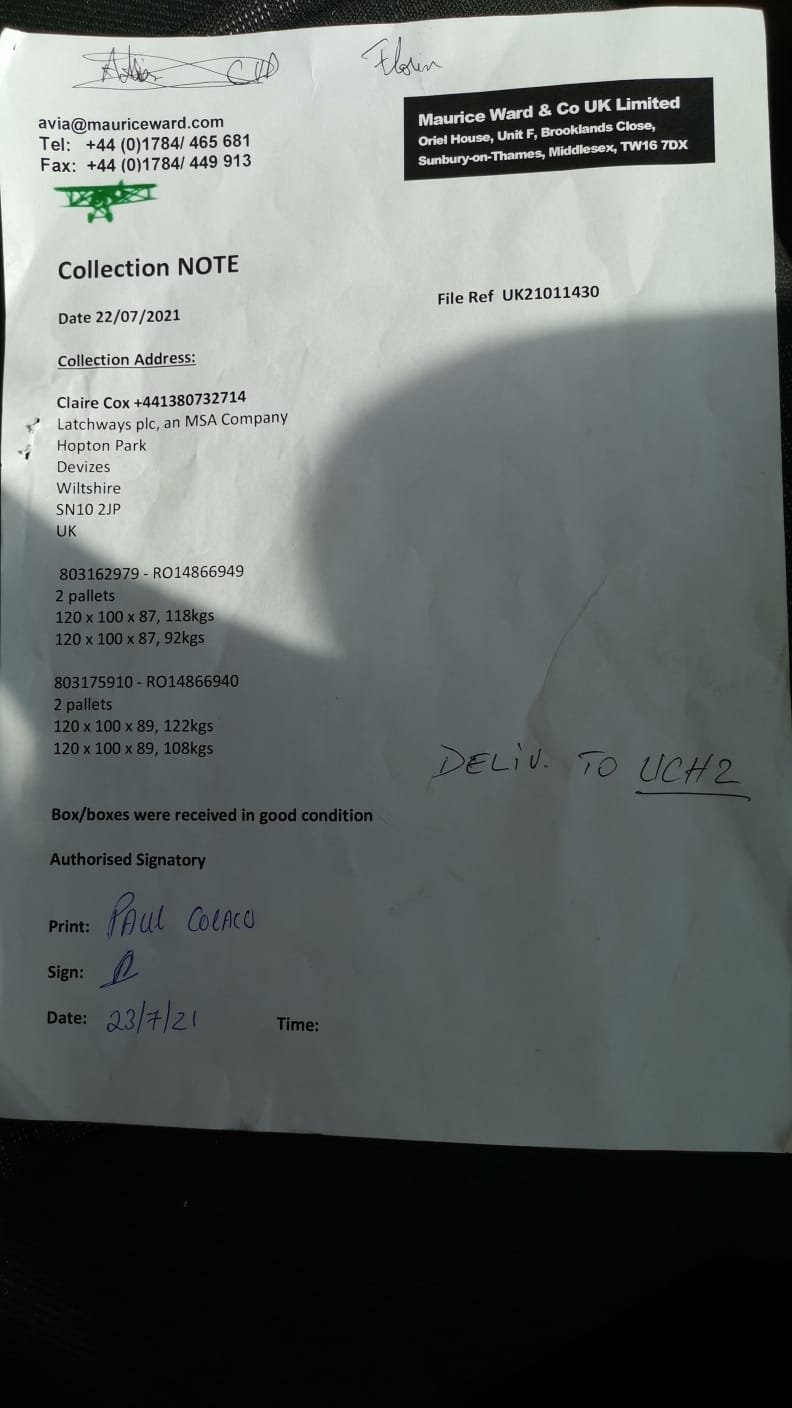 Florin
avia@mauriceward.com
Tel: +44 (0)1784/ 465 681
Fax: +44 (0)1784/ 449 913
Maurice Ward & Co UK Limited
Oriel House, Unit F, Brooklands Close,
Sunbury-on-Thames, Middlesex, TW16 7DX
Collection NOTE
Date 22/07/2021
File Ref UK21011430
Collection Address:
Claire Cox +441380732714
Latchways plc, an MSA Company
Hopton Park
Devizes
Wiltshire
SN10 2JP
UK
803162979 - RO14866949
2 pallets
120 x 100 x 87, 118kgs
120 x 100 x 87, 92kgs
803175910 - RO14866940
2 pallets
120 x 100 x 89, 122kgs
120 x 100 x 89, 108kgs
DELIV. TO UCH2
Box/boxes were received in good condition
Authorised Signatory
Print: PAUL COLACO
Sign:
Date: 23/7/21 Time: